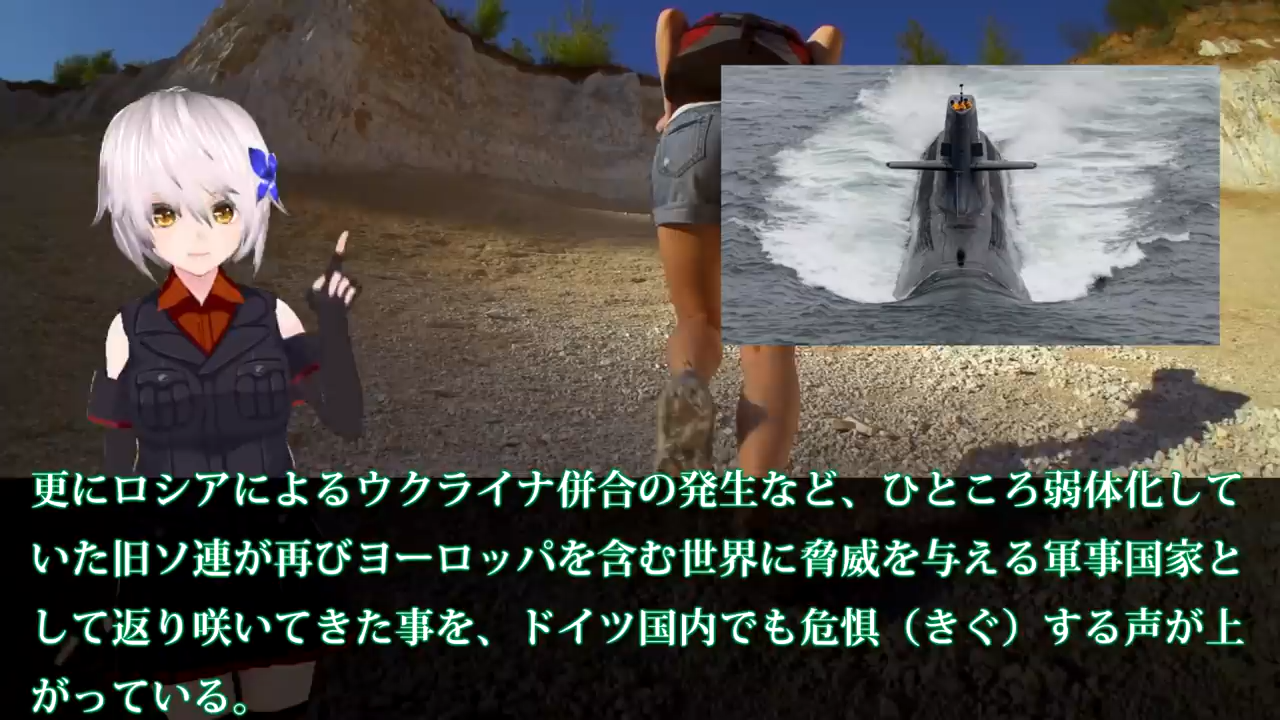 更にロシアによるウクライナ併合の発生など、ひところ弱体化して
いた旧ソ連が再びヨーロッパを含む世界に脅威を与える軍事国家と
して返り咲いてきた事を、ドイツ国内でも危惧（きぐ）する声が上
がっている。